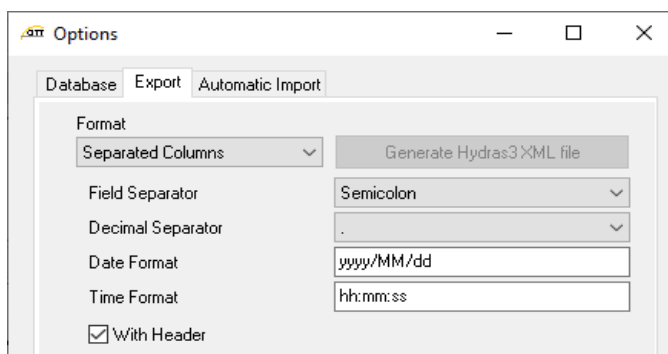 OTT Options
Database Export Automatic Import
Format
Separated Columns Generate Hydras3 XML file
Field Separator Semicolon
Decimal Separator .
Date Format yyyy/MM/dd
Time Format hh:mm:ss
With Header